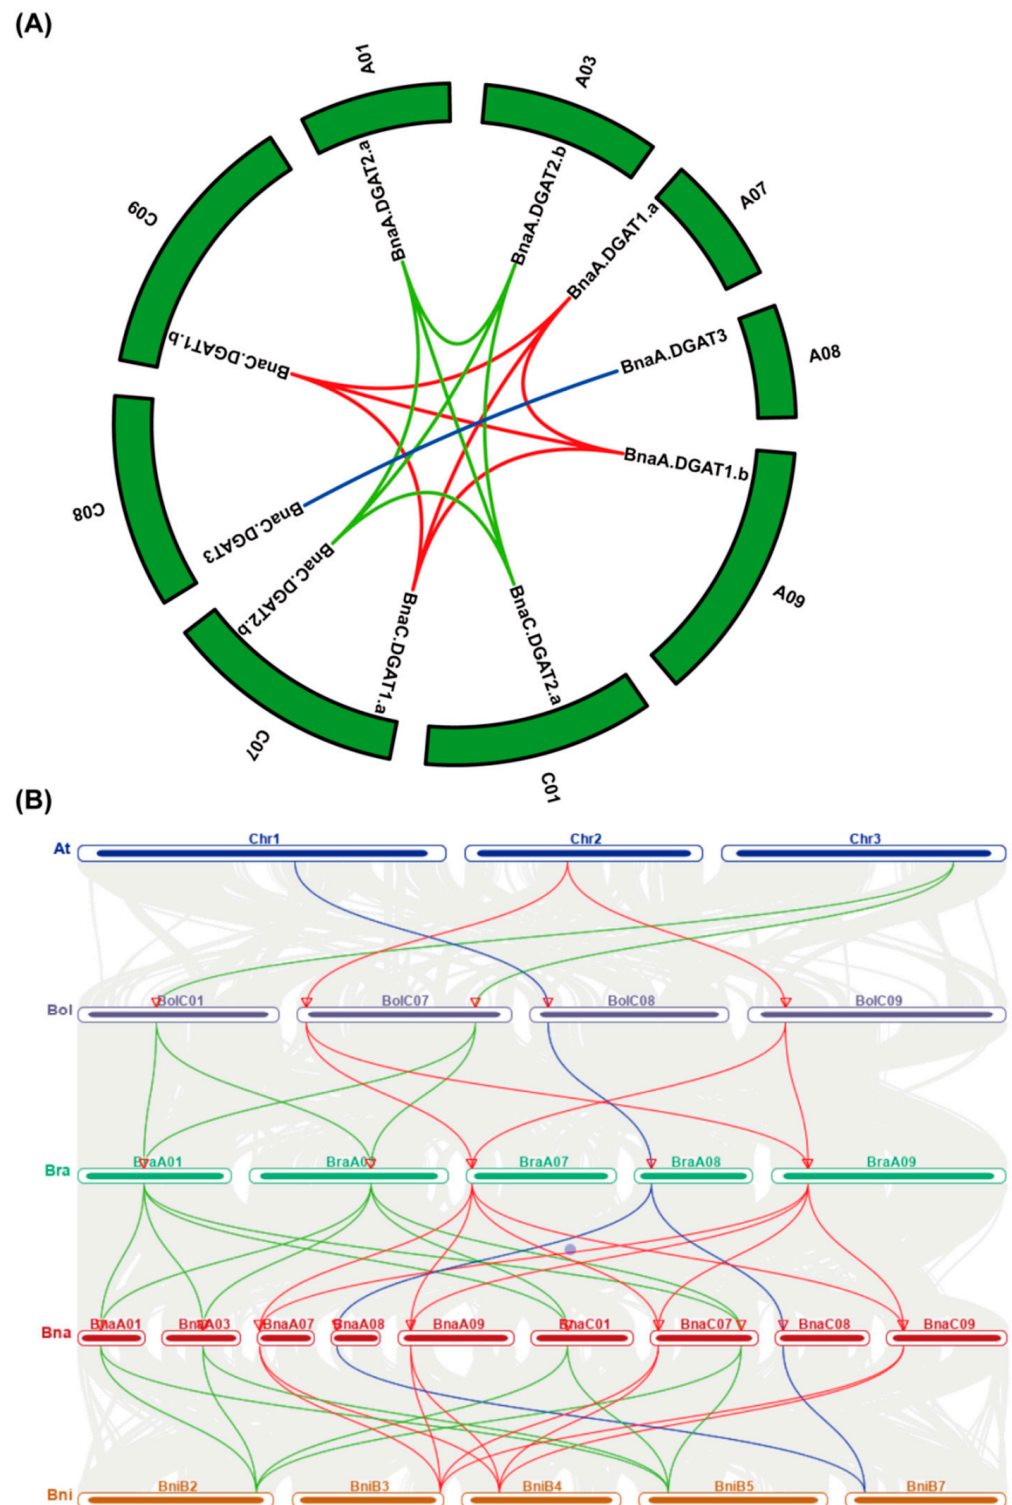 (A)
A01
A03
A07
A08
A09
C01
C07
C08
C09
BnaA.DGAT2.a
BnaA.DGAT2.b
BnaA.DGAT1.a
BnaA.DGAT3
BnaA.DGAT1.b
BnaC.DGAT2.a
BnaC.DGAT1.a
BnaC.DGAT2.b
BnaC.DGAT3
BnaC.DGAT1.b
(B)
At Chr1 Chr2 Chr3
Bol BolC01 BolC07 BolC08 BolC09
Bra BraA01 BraA03 BraA07 BraA08 BraA09
Bna BnaA01 BnaA03 BnaA07 BnaA08 BnaA09 BnaC01 BnaC07 BnaC08 BnaC09
Bni BniB2 BniB3 BniB4 BniB5 BniB7